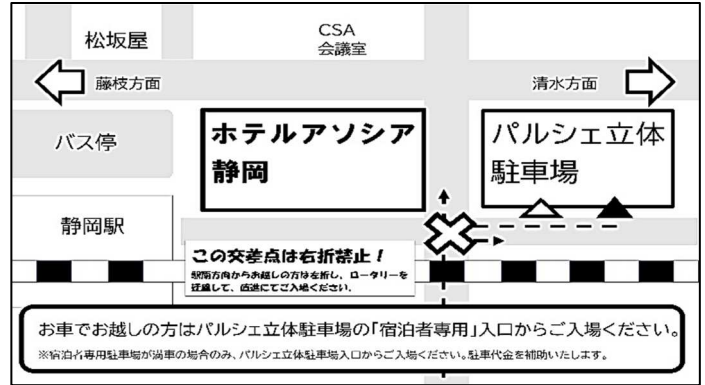 松坂屋
CSA
会議室
藤枝方面
清水方面
バス停
ホテルアソシア
静岡
パルシェ立体
駐車場
静岡駅
この交差点は右折禁止！
駅南方向からお越しの方は左折し、ロータリーを
迂回して、直進にてご入場ください.
お車でお越しの方はパルシェ立体駐車場の「宿泊者専用」入口からご入場ください。
※宿泊者専用駐車場が満車の場合のみ、パルシェ立体駐車場入口からご入場ください。駐車代金を補助いたします。